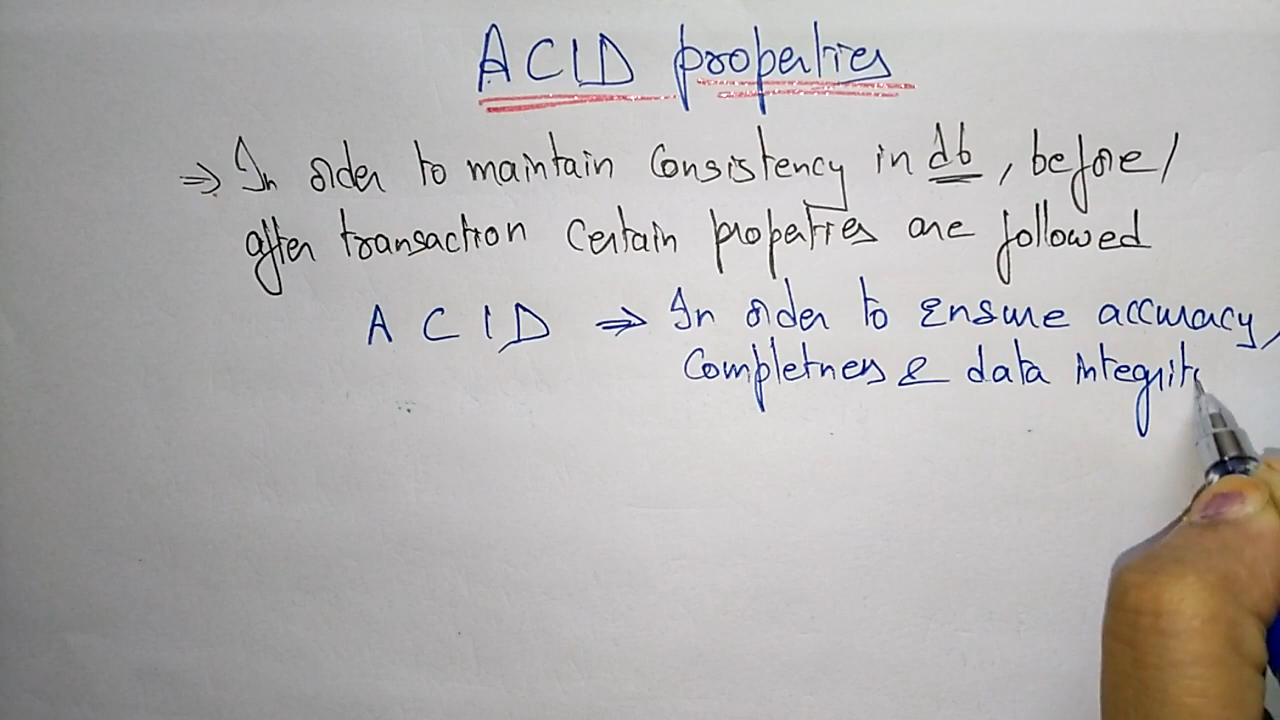 ACID properties
⇒ In order to maintain Consistency in db, before/
after transaction Certain properties are followed
A C I D ⇒ In order to ensure accuracy,
Completness & data integrity